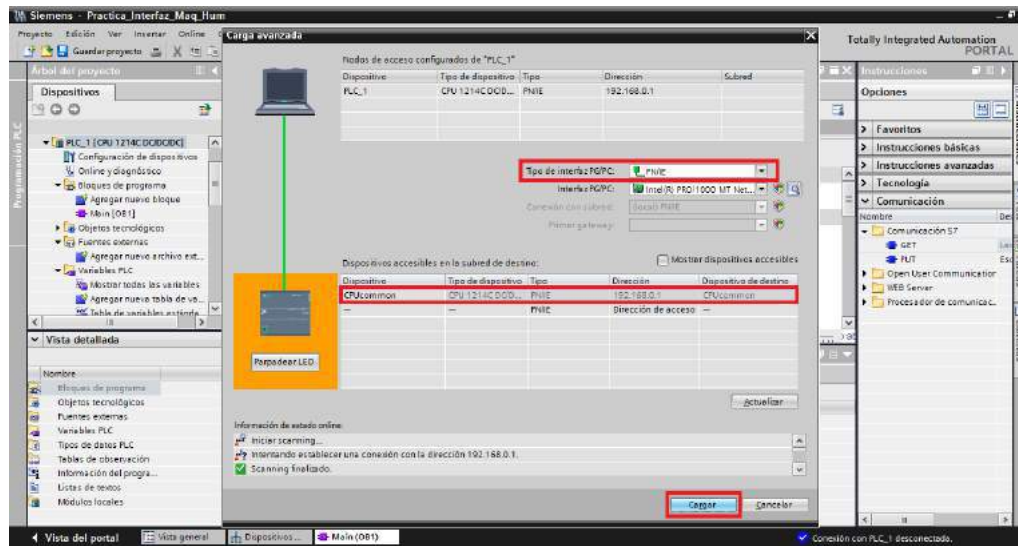 Siemens - Practica_Interfaz_Maq_Hum
Proyecto Edición Ver Insertar Online
Guardar proyecto
Totally Integrated Automation
PORTAL
Árbol del proyecto
Dispositivos
Programación PLC
PLC_1 [CPU 1214C DC/DC/DC]
Configuración de dispositivos
Online y diagnóstico
Bloques de programa
Agregar nuevo bloque
Main [OB1]
Objetos tecnológicos
Fuentes externas
Agregar nuevo archivo ext...
Variables PLC
Mostrar todas las variables
Agregar nueva tabla de va...
Tabla de variables estánda
Vista detallada
Nombre
Bloques de programa
Objetos tecnológicos
Fuentes externas
Variables PLC
Tipos de datos PLC
Tablas de observación
Información del progra...
Listas de textos
Módulos locales
Carga avanzada
Nodos de acceso configurados de "PLC_1"
Dispositivo Tipo de dispositivo Tipo Dirección Subred
PLC_1 CPU 1214C DC/D... PN/IE 192.168.0.1
Tipo de interfaz PG/PC: PN/IE
Interfaz PG/PC: Intel(R) PRO/1000 MT Net...
Conexión con subred: (local) PN/IE
Primer gateway:
Dispositivos accesibles en la subred de destino:
Mostrar dispositivos accesibles
Dispositivo Tipo de dispositivo Tipo Dirección Dispositivo de destino
CPUcommon CPU 1214C DC/D... PN/IE 192.168.0.1 CPUcommon
— — PN/IE Dirección de acceso —
Parpadear LED
Actualizar
Información de estado online:
Iniciar scanning...
Intentando establecer una conexión con la dirección 192.168.0.1.
Scanning finalizado.
Cargar
Cancelar
Instrucciones
Opciones
Favoritos
Instrucciones básicas
Instrucciones avanzadas
Tecnología
Comunicación
Nombre
Comunicación S7
GET
PUT
Open User Communication
WEB Server
Procesador de comunicac..
Vista del portal
Vista general
Dispositivos...
Main (OB1)
Conexión con PLC_1 desconectada.